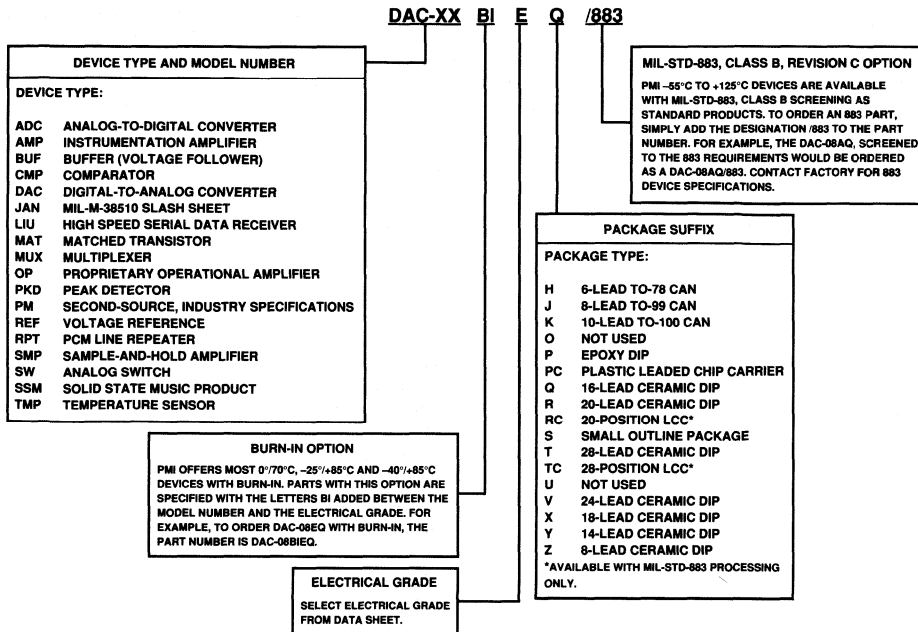 DAC-XX BI E Q /883
DEVICE TYPE AND MODEL NUMBER
DEVICE TYPE:
ADC ANALOG-TO-DIGITAL CONVERTER
AMP INSTRUMENTATION AMPLIFIER
BUF BUFFER (VOLTAGE FOLLOWER)
CMP COMPARATOR
DAC DIGITAL-TO-ANALOG CONVERTER
JAN MIL-M-38510 SLASH SHEET
LIU HIGH SPEED SERIAL DATA RECEIVER
MAT MATCHED TRANSISTOR
MUX MULTIPLEXER
OP PROPRIETARY OPERATIONAL AMPLIFIER
PKD PEAK DETECTOR
PM SECOND-SOURCE, INDUSTRY SPECIFICATIONS
REF VOLTAGE REFERENCE
RPT PCM LINE REPEATER
SMP SAMPLE-AND-HOLD AMPLIFIER
SW ANALOG SWITCH
SSM SOLID STATE MUSIC PRODUCT
TMP TEMPERATURE SENSOR
BURN-IN OPTION
PMI OFFERS MOST 0°/70°C, –25°/+85°C AND –40°/+85°C
DEVICES WITH BURN-IN. PARTS WITH THIS OPTION ARE
SPECIFIED WITH THE LETTERS BI ADDED BETWEEN THE
MODEL NUMBER AND THE ELECTRICAL GRADE. FOR
EXAMPLE, TO ORDER DAC-08EQ WITH BURN-IN, THE
PART NUMBER IS DAC-08BIEQ.
ELECTRICAL GRADE
SELECT ELECTRICAL GRADE
FROM DATA SHEET.
MIL-STD-883, CLASS B, REVISION C OPTION
PMI –55°C TO +125°C DEVICES ARE AVAILABLE
WITH MIL-STD-883, CLASS B SCREENING AS
STANDARD PRODUCTS. TO ORDER AN 883 PART,
SIMPLY ADD THE DESIGNATION /883 TO THE PART
NUMBER. FOR EXAMPLE, THE DAC-08AQ, SCREENED
TO THE 883 REQUIREMENTS WOULD BE ORDERED
AS A DAC-08AQ/883. CONTACT FACTORY FOR 883
DEVICE SPECIFICATIONS.
PACKAGE SUFFIX
PACKAGE TYPE:
H 6-LEAD TO-78 CAN
J 8-LEAD TO-99 CAN
K 10-LEAD TO-100 CAN
O NOT USED
P EPOXY DIP
PC PLASTIC LEADED CHIP CARRIER
Q 16-LEAD CERAMIC DIP
R 20-LEAD CERAMIC DIP
RC 20-POSITION LCC*
S SMALL OUTLINE PACKAGE
T 28-LEAD CERAMIC DIP
TC 28-POSITION LCC*
U NOT USED
V 24-LEAD CERAMIC DIP
X 18-LEAD CERAMIC DIP
Y 14-LEAD CERAMIC DIP
Z 8-LEAD CERAMIC DIP
*AVAILABLE WITH MIL-STD-883 PROCESSING
ONLY.